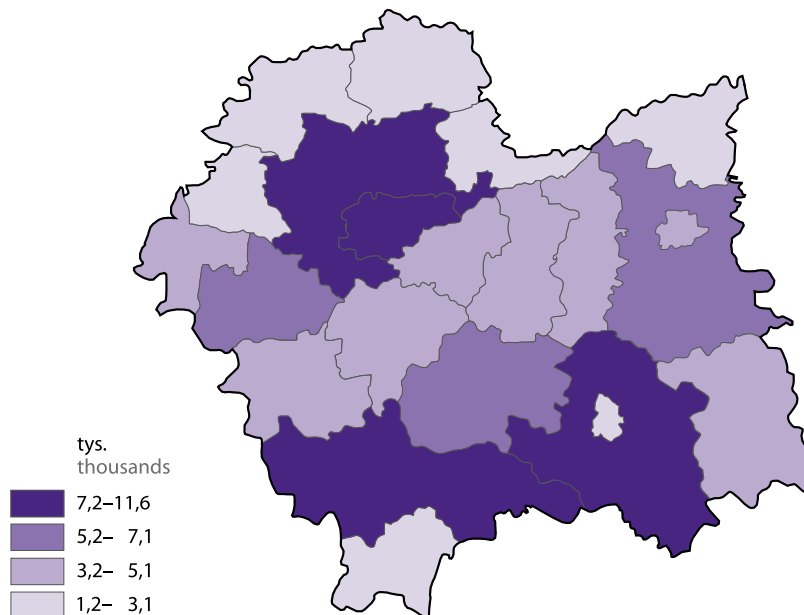 tys.
thousands
7,2–11,6
5,2– 7,1
3,2– 5,1
1,2– 3,1